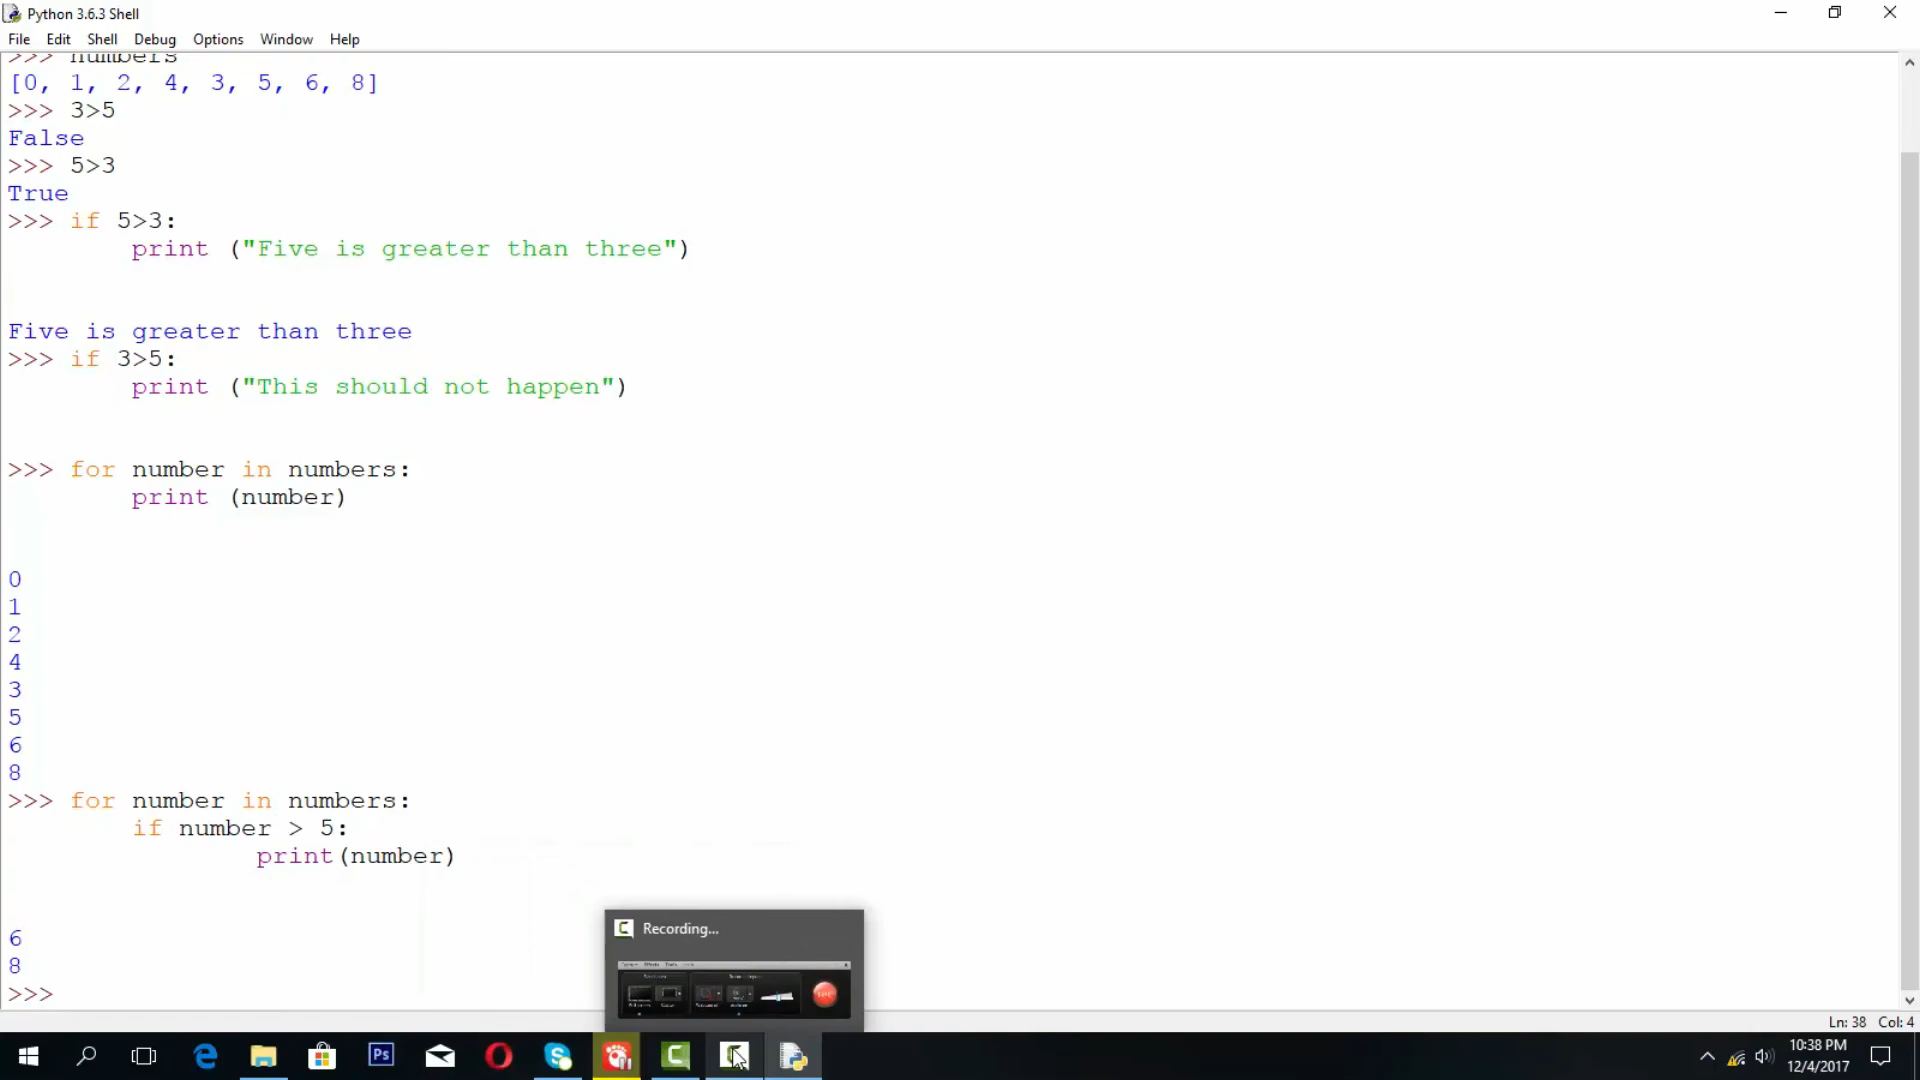 Python 3.6.3 Shell
File Edit Shell Debug Options Window Help
>>> numbers
[0, 1, 2, 4, 3, 5, 6, 8]
>>> 3>5
False
>>> 5>3
True
>>> if 5>3:
print ("Five is greater than three")
Five is greater than three
>>> if 3>5:
print ("This should not happen")
>>> for number in numbers:
print (number)
0
1
2
4
3
5
6
8
>>> for number in numbers:
if number > 5:
print(number)
6
8
>>>
Recording...
Ln: 38 Col: 4
Ps
10:38 PM
12/4/2017